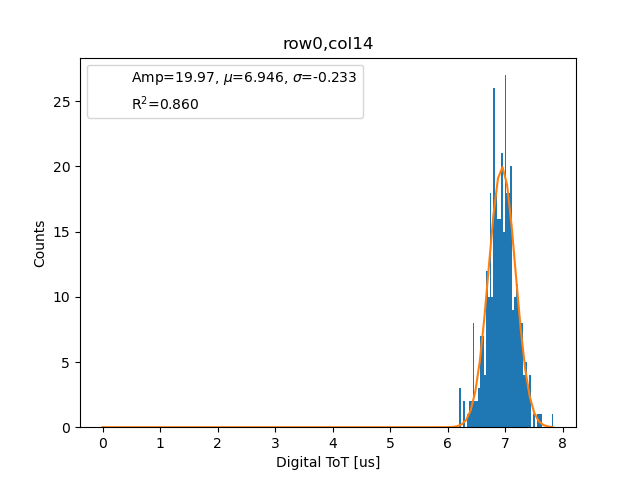 row0,col14
Amp=19.97, μ=6.946, σ=-0.233
R²=0.860
25
20
15
10
5
0
Counts
0 1 2 3 4 5 6 7 8
Digital ToT [us]